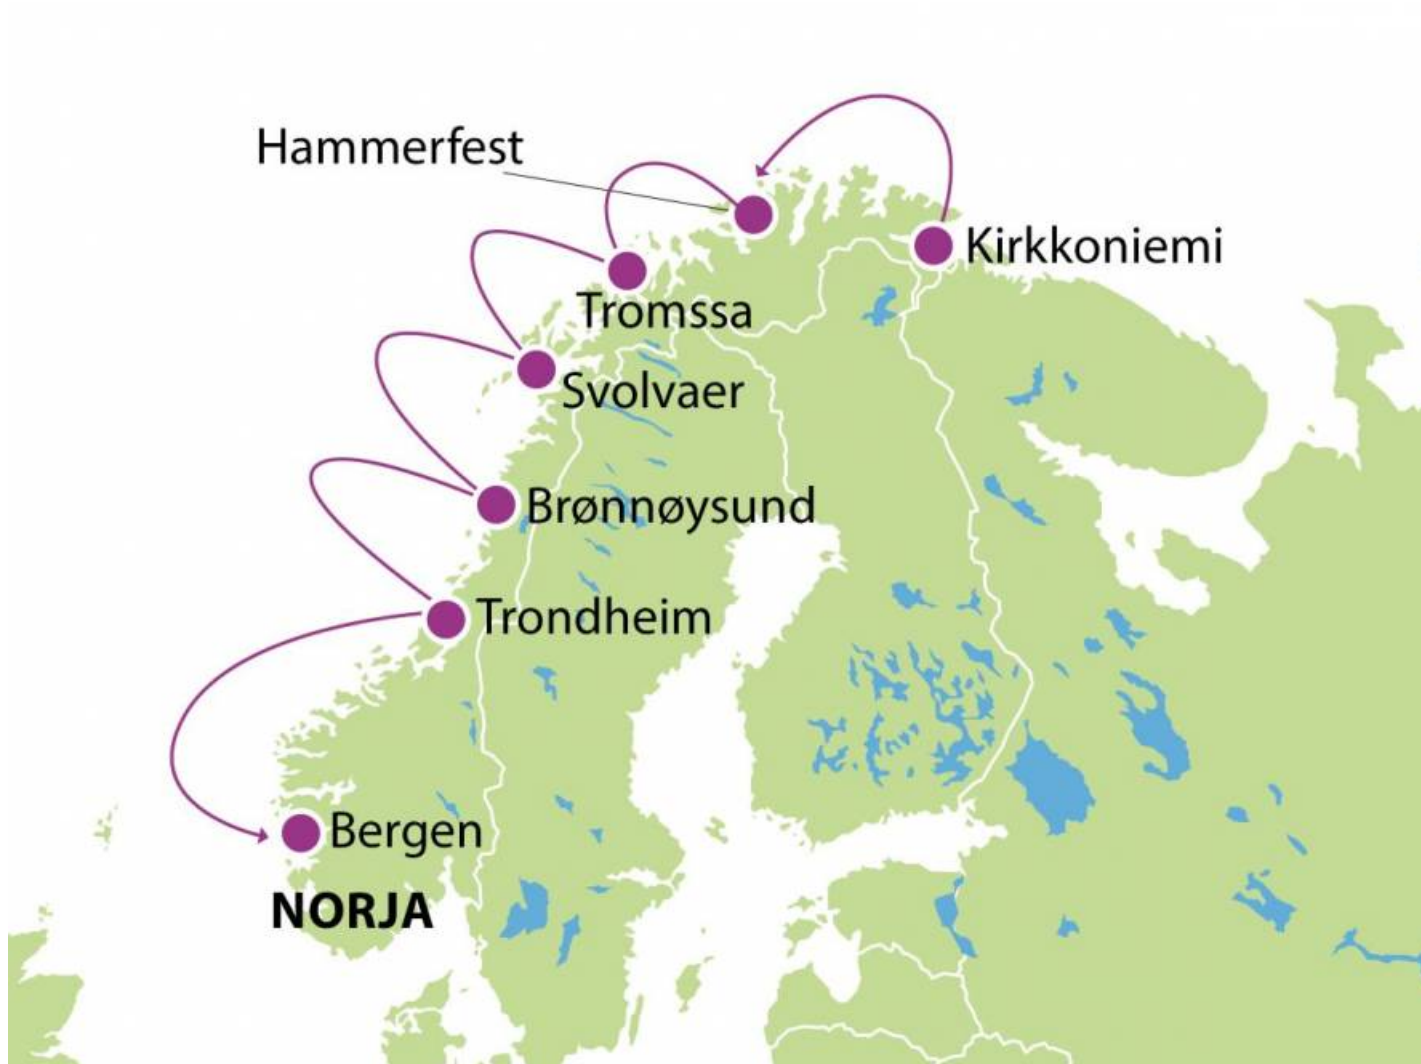 Hammerfest
Kirkkoniemi
Tromssa
Svolvaer
Brønnøysund
Trondheim
Bergen
NORJA